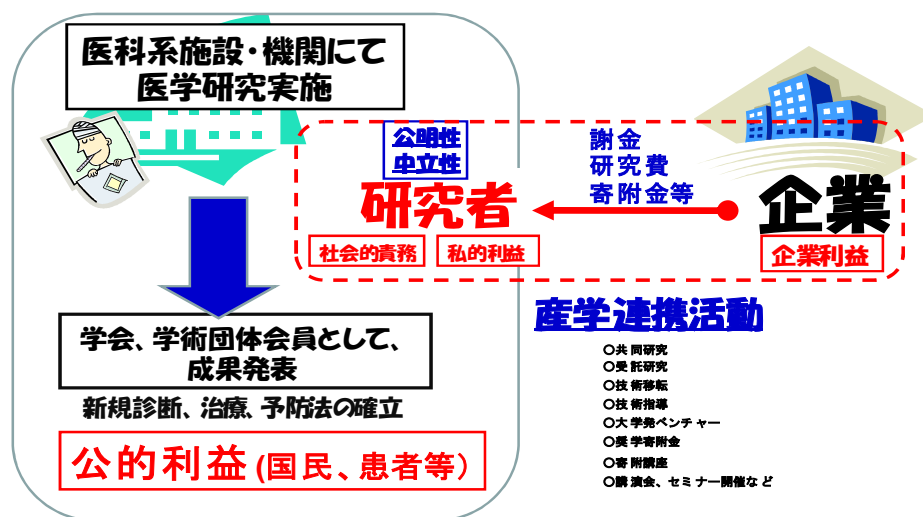 医科系施設・機関にて
医学研究実施
公明性
中立性
研究者
社会的責務
私的利益
謝金
研究費
寄附金等
企業
企業利益
学会、学術団体会員として、
成果発表
新規診断、治療、予防法の確立
公的利益(国民、患者等)
産学連携活動
○共同研究
○受託研究
○技術移転
○技術指導
○大学発ベンチャー
○奨学寄附金
○寄附講座
○講演会、セミナー開催など